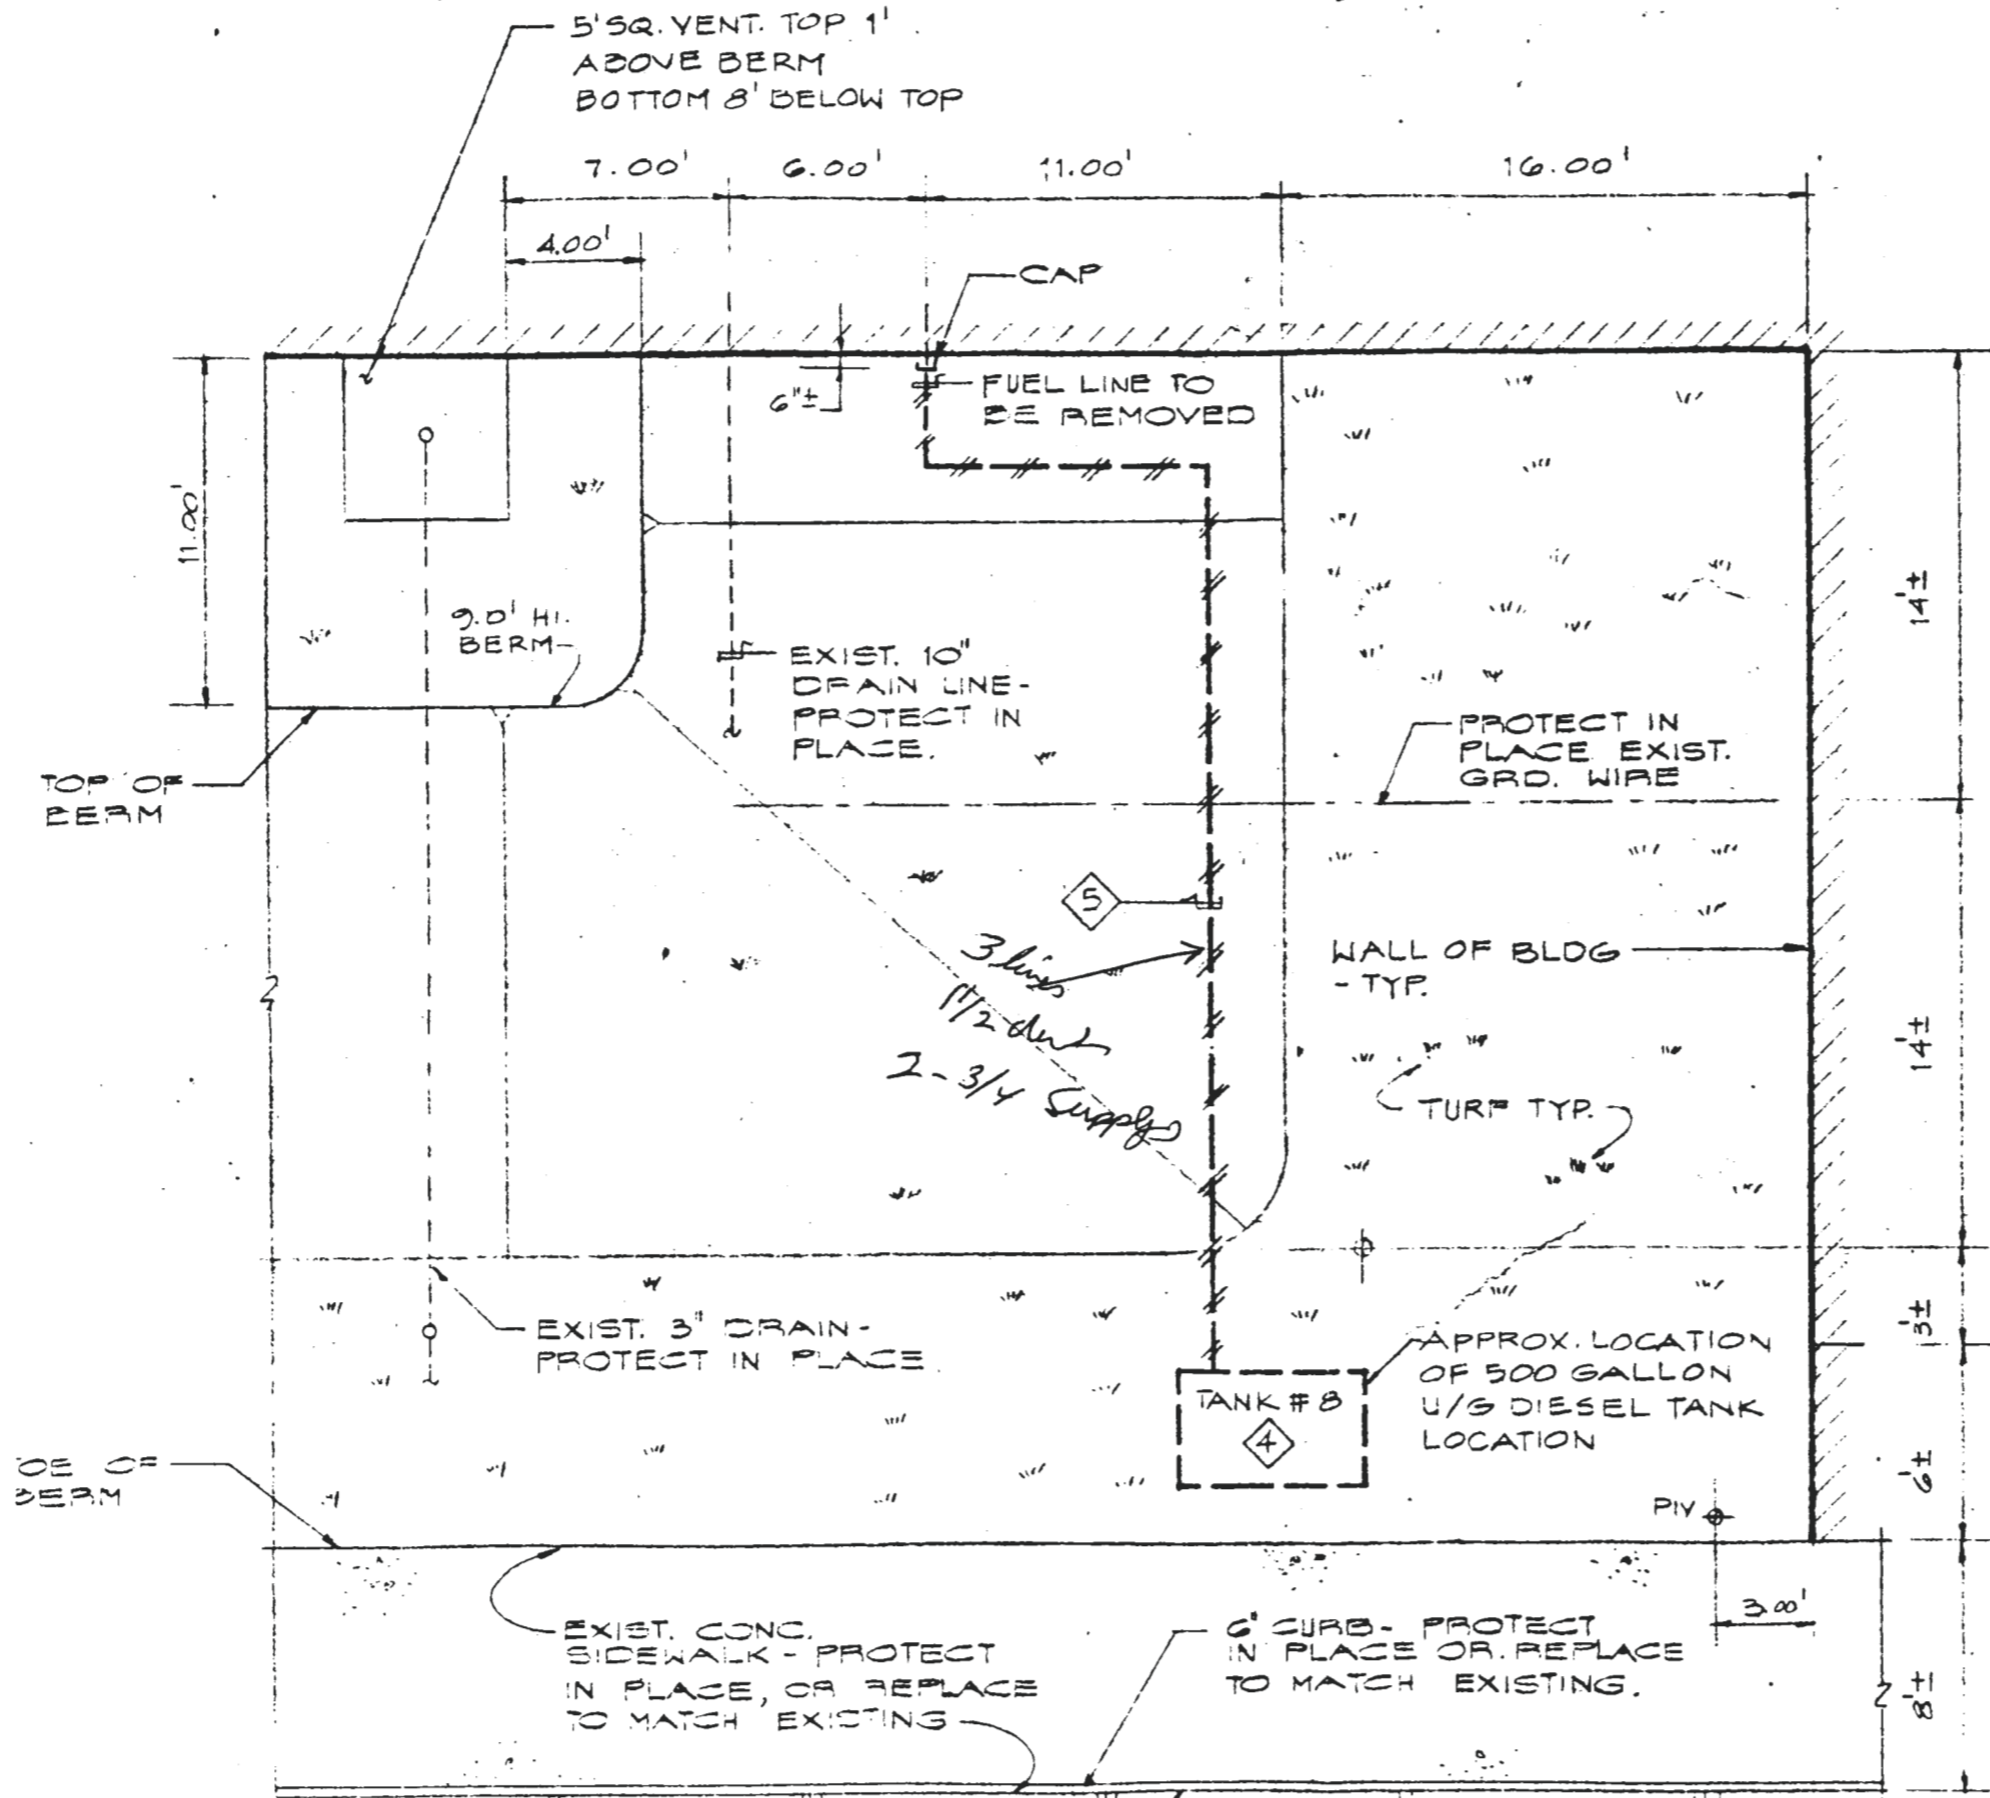 5' SQ. VENT. TOP 1'
ABOVE BERM
BOTTOM 8' BELOW TOP
7.00' 6.00' 11.00' 16.00'
4.00'
CAP
6"±
FUEL LINE TO
BE REMOVED
11.00'
9.0' HI.
BERM
EXIST. 10"
DRAIN LINE-
PROTECT IN
PLACE.
14'±
PROTECT IN
PLACE EXIST.
GRD. WIRE
TOP OF
BERM
5
3 lines
1 1/2
2 - 3/4 Supply
WALL OF BLDG
- TYP.
14'±
TURF TYP.
EXIST. 3" DRAIN-
PROTECT IN PLACE
3'±
APPROX. LOCATION
OF 500 GALLON
U/G DIESEL TANK
LOCATION
TANK #8
4
6'±
OE OF
BERM
PIV
3.00'
EXIST. CONC.
SIDEWALK - PROTECT
IN PLACE, OR REPLACE
TO MATCH EXISTING
6" CURB - PROTECT
IN PLACE OR REPLACE
TO MATCH EXISTING.
8'±